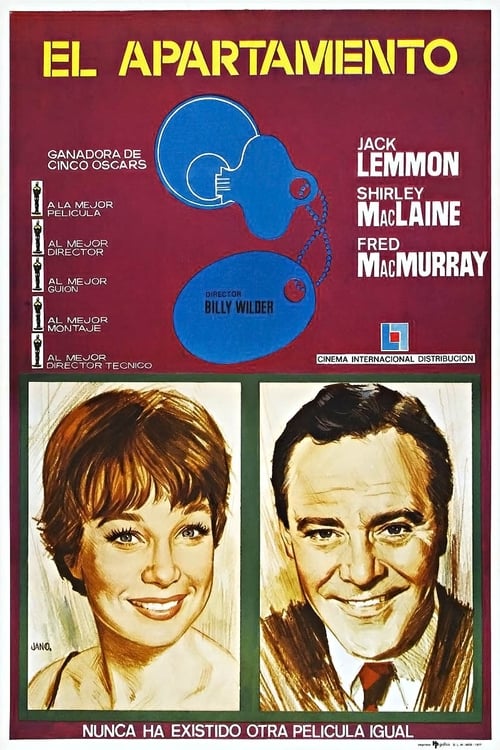 EL APARTAMENTO
GANADORA DE
CINCO OSCARS
A LA MEJOR
PELICULA
AL MEJOR
DIRECTOR
AL MEJOR
GUION
AL MEJOR
MONTAJE
AL MEJOR
DIRECTOR TECNICO
JACK
LEMMON
SHIRLEY
MacLAINE
FRED
MacMURRAY
DIRECTOR
BILLY WILDER
CINEMA INTERNACIONAL DISTRIBUCION
JANO.
NUNCA HA EXISTIDO OTRA PELICULA IGUAL